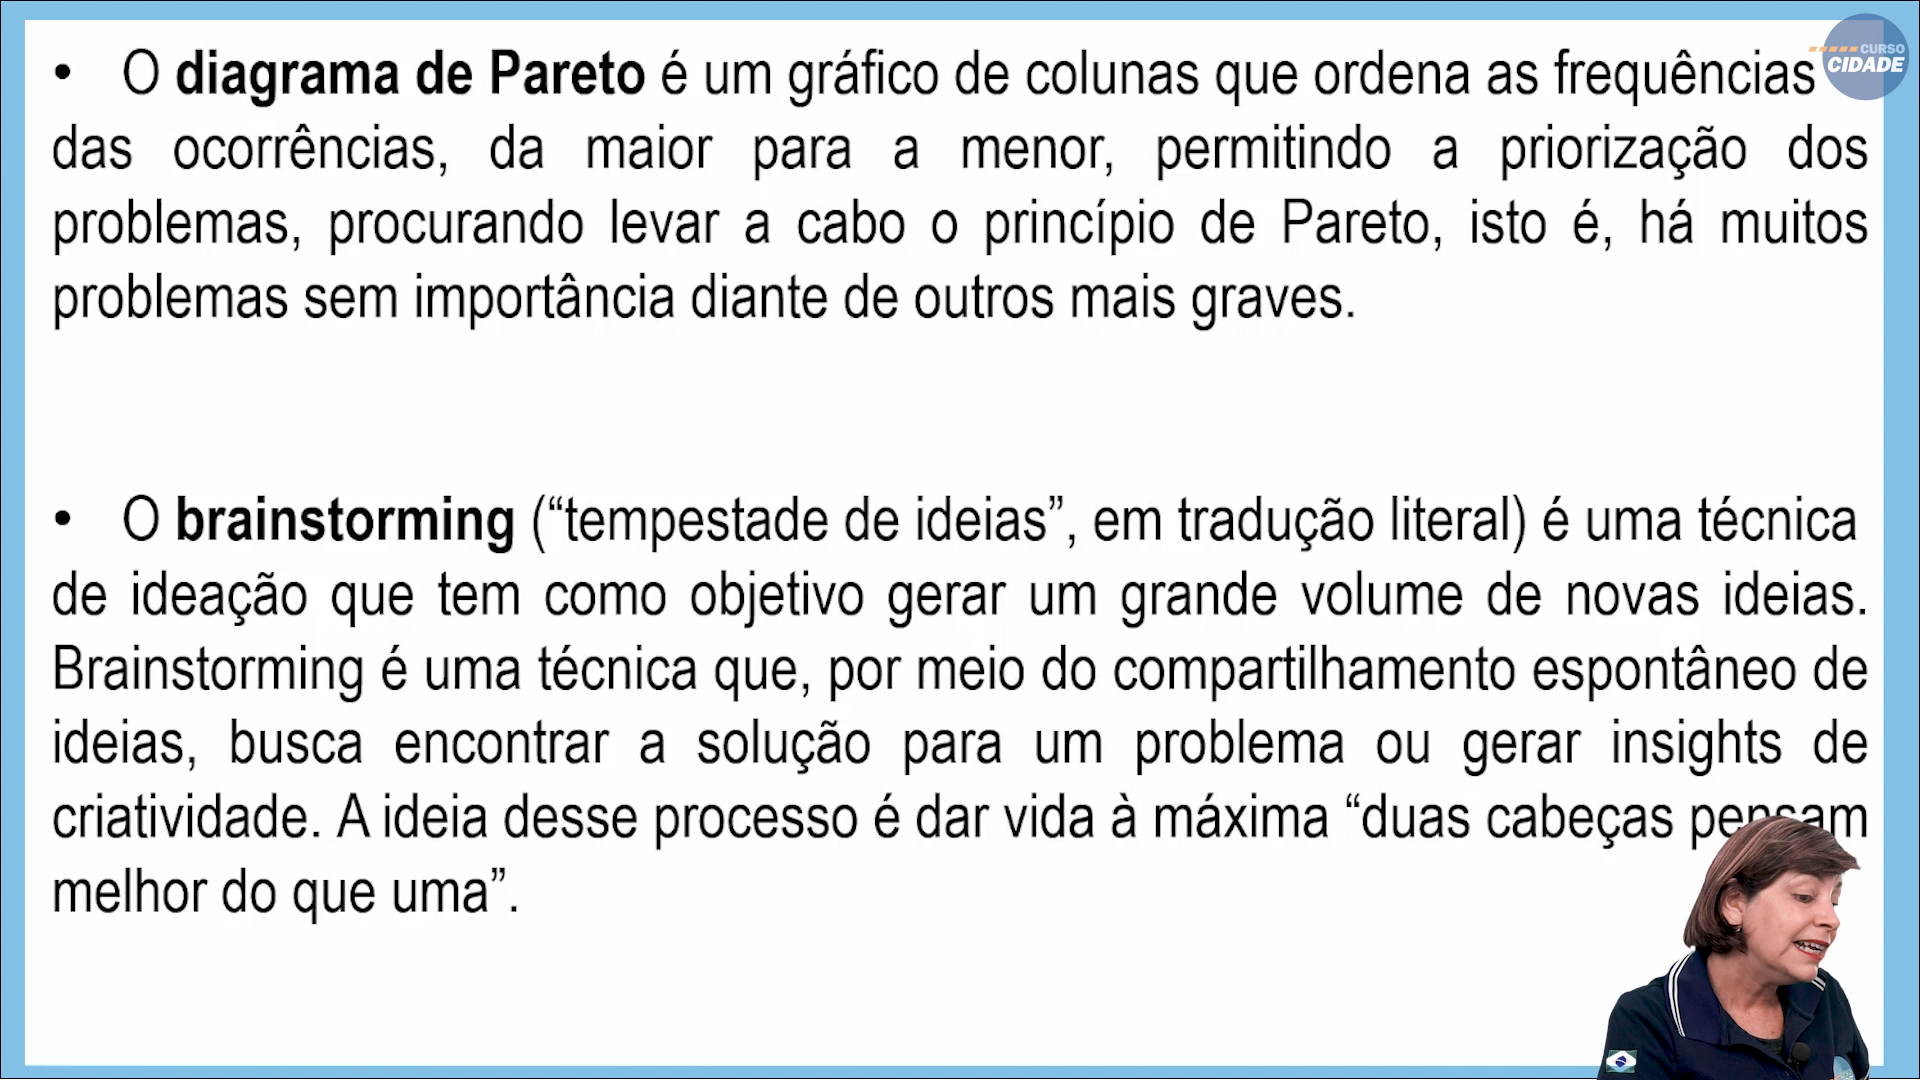 • O diagrama de Pareto é um gráfico de colunas que ordena as frequências
das ocorrências, da maior para a menor, permitindo a priorização dos
problemas, procurando levar a cabo o princípio de Pareto, isto é, há muitos
problemas sem importância diante de outros mais graves.
• O brainstorming (“tempestade de ideias”, em tradução literal) é uma técnica
de ideação que tem como objetivo gerar um grande volume de novas ideias.
Brainstorming é uma técnica que, por meio do compartilhamento espontâneo de
ideias, busca encontrar a solução para um problema ou gerar insights de
criatividade. A ideia desse processo é dar vida à máxima “duas cabeças pensam
melhor do que uma”.
CURSO
CIDADE